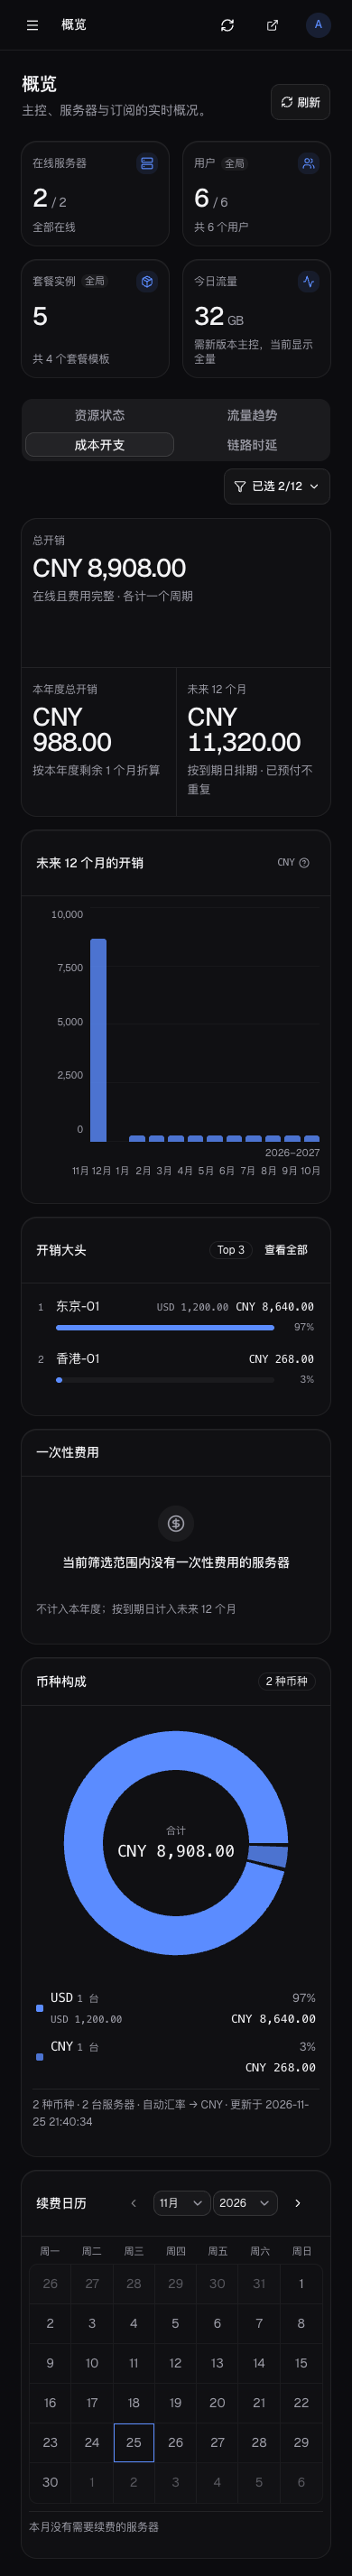 概览
A
概览
主控、服务器与订阅的实时概况。
刷新
在线服务器
2 / 2
全部在线
用户 全局
6 / 6
共 6 个用户
套餐实例 全局
5
共 4 个套餐模板
今日流量
32 GB
需新版本主控，当前显示
全量
资源状态
流量趋势
成本开支
链路时延
已选 2/12
总开销
CNY 8,908.00
在线且费用完整 · 各计一个周期
本年度总开销
CNY
988.00
按本年度剩余 1 个月折算
未来 12 个月
CNY
11,320.00
按到期日排期 · 已预付不
重复
未来 12 个月的开销
CNY
10,000
7,500
5,000
2,500
0
2026–2027
11月 12月 1月 2月 3月 4月 5月 6月 7月 8月 9月 10月
开销大头
Top 3
查看全部
1 东京-01 USD 1,200.00 CNY 8,640.00
97%
2 香港-01 CNY 268.00
3%
一次性费用
当前筛选范围内没有一次性费用的服务器
不计入本年度；按到期日计入未来 12 个月
币种构成
2 种币种
合计
CNY 8,908.00
USD 1 台 97%
USD 1,200.00 CNY 8,640.00
CNY 1 台 3%
CNY 268.00
2 种币种 · 2 台服务器 · 自动汇率 → CNY · 更新于 2026-11-
25 21:40:34
续费日历
11月
2026
周一 周二 周三 周四 周五 周六 周日
26 27 28 29 30 31 1
2 3 4 5 6 7 8
9 10 11 12 13 14 15
16 17 18 19 20 21 22
23 24 25 26 27 28 29
30 1 2 3 4 5 6
本月没有需要续费的服务器